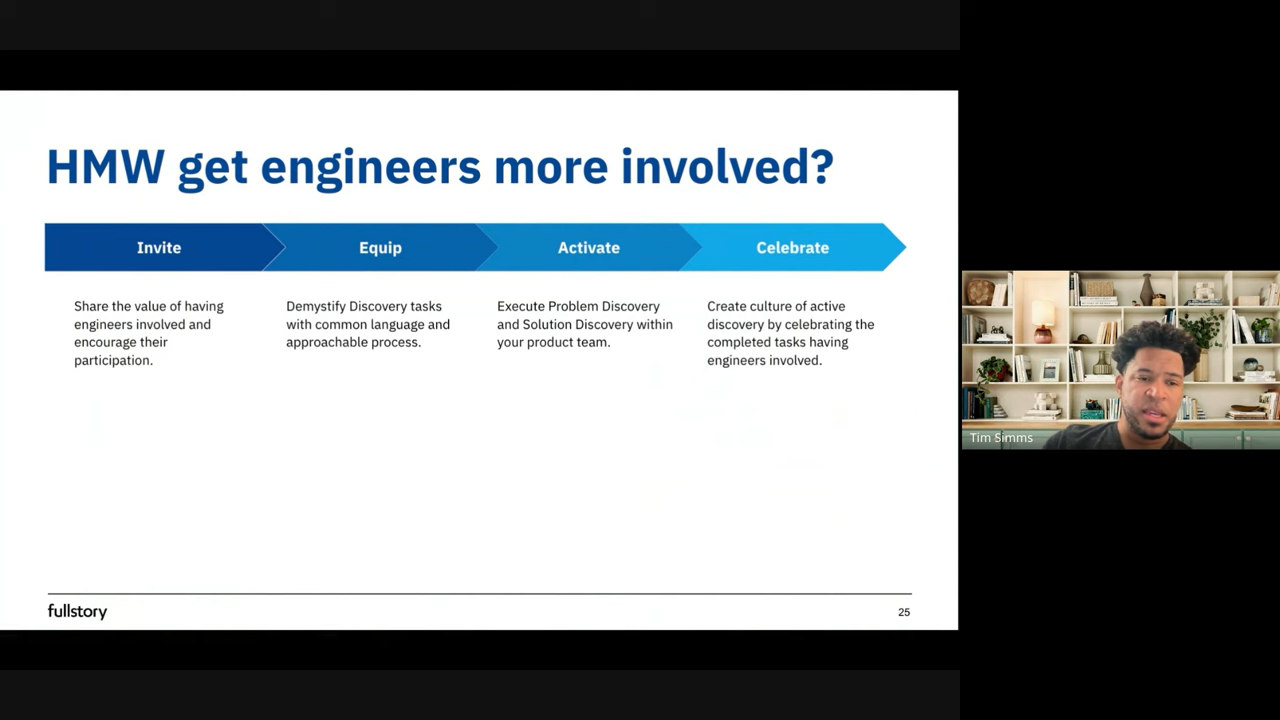 HMW get engineers more involved?
Invite
Equip
Activate
Celebrate
Share the value of having
engineers involved and
encourage their
participation.
Demystify Discovery tasks
with common language and
approachable process.
Execute Problem Discovery
and Solution Discovery within
your product team.
Create culture of active
discovery by celebrating the
completed tasks having
engineers involved.
fullstory
25
Tim Simms